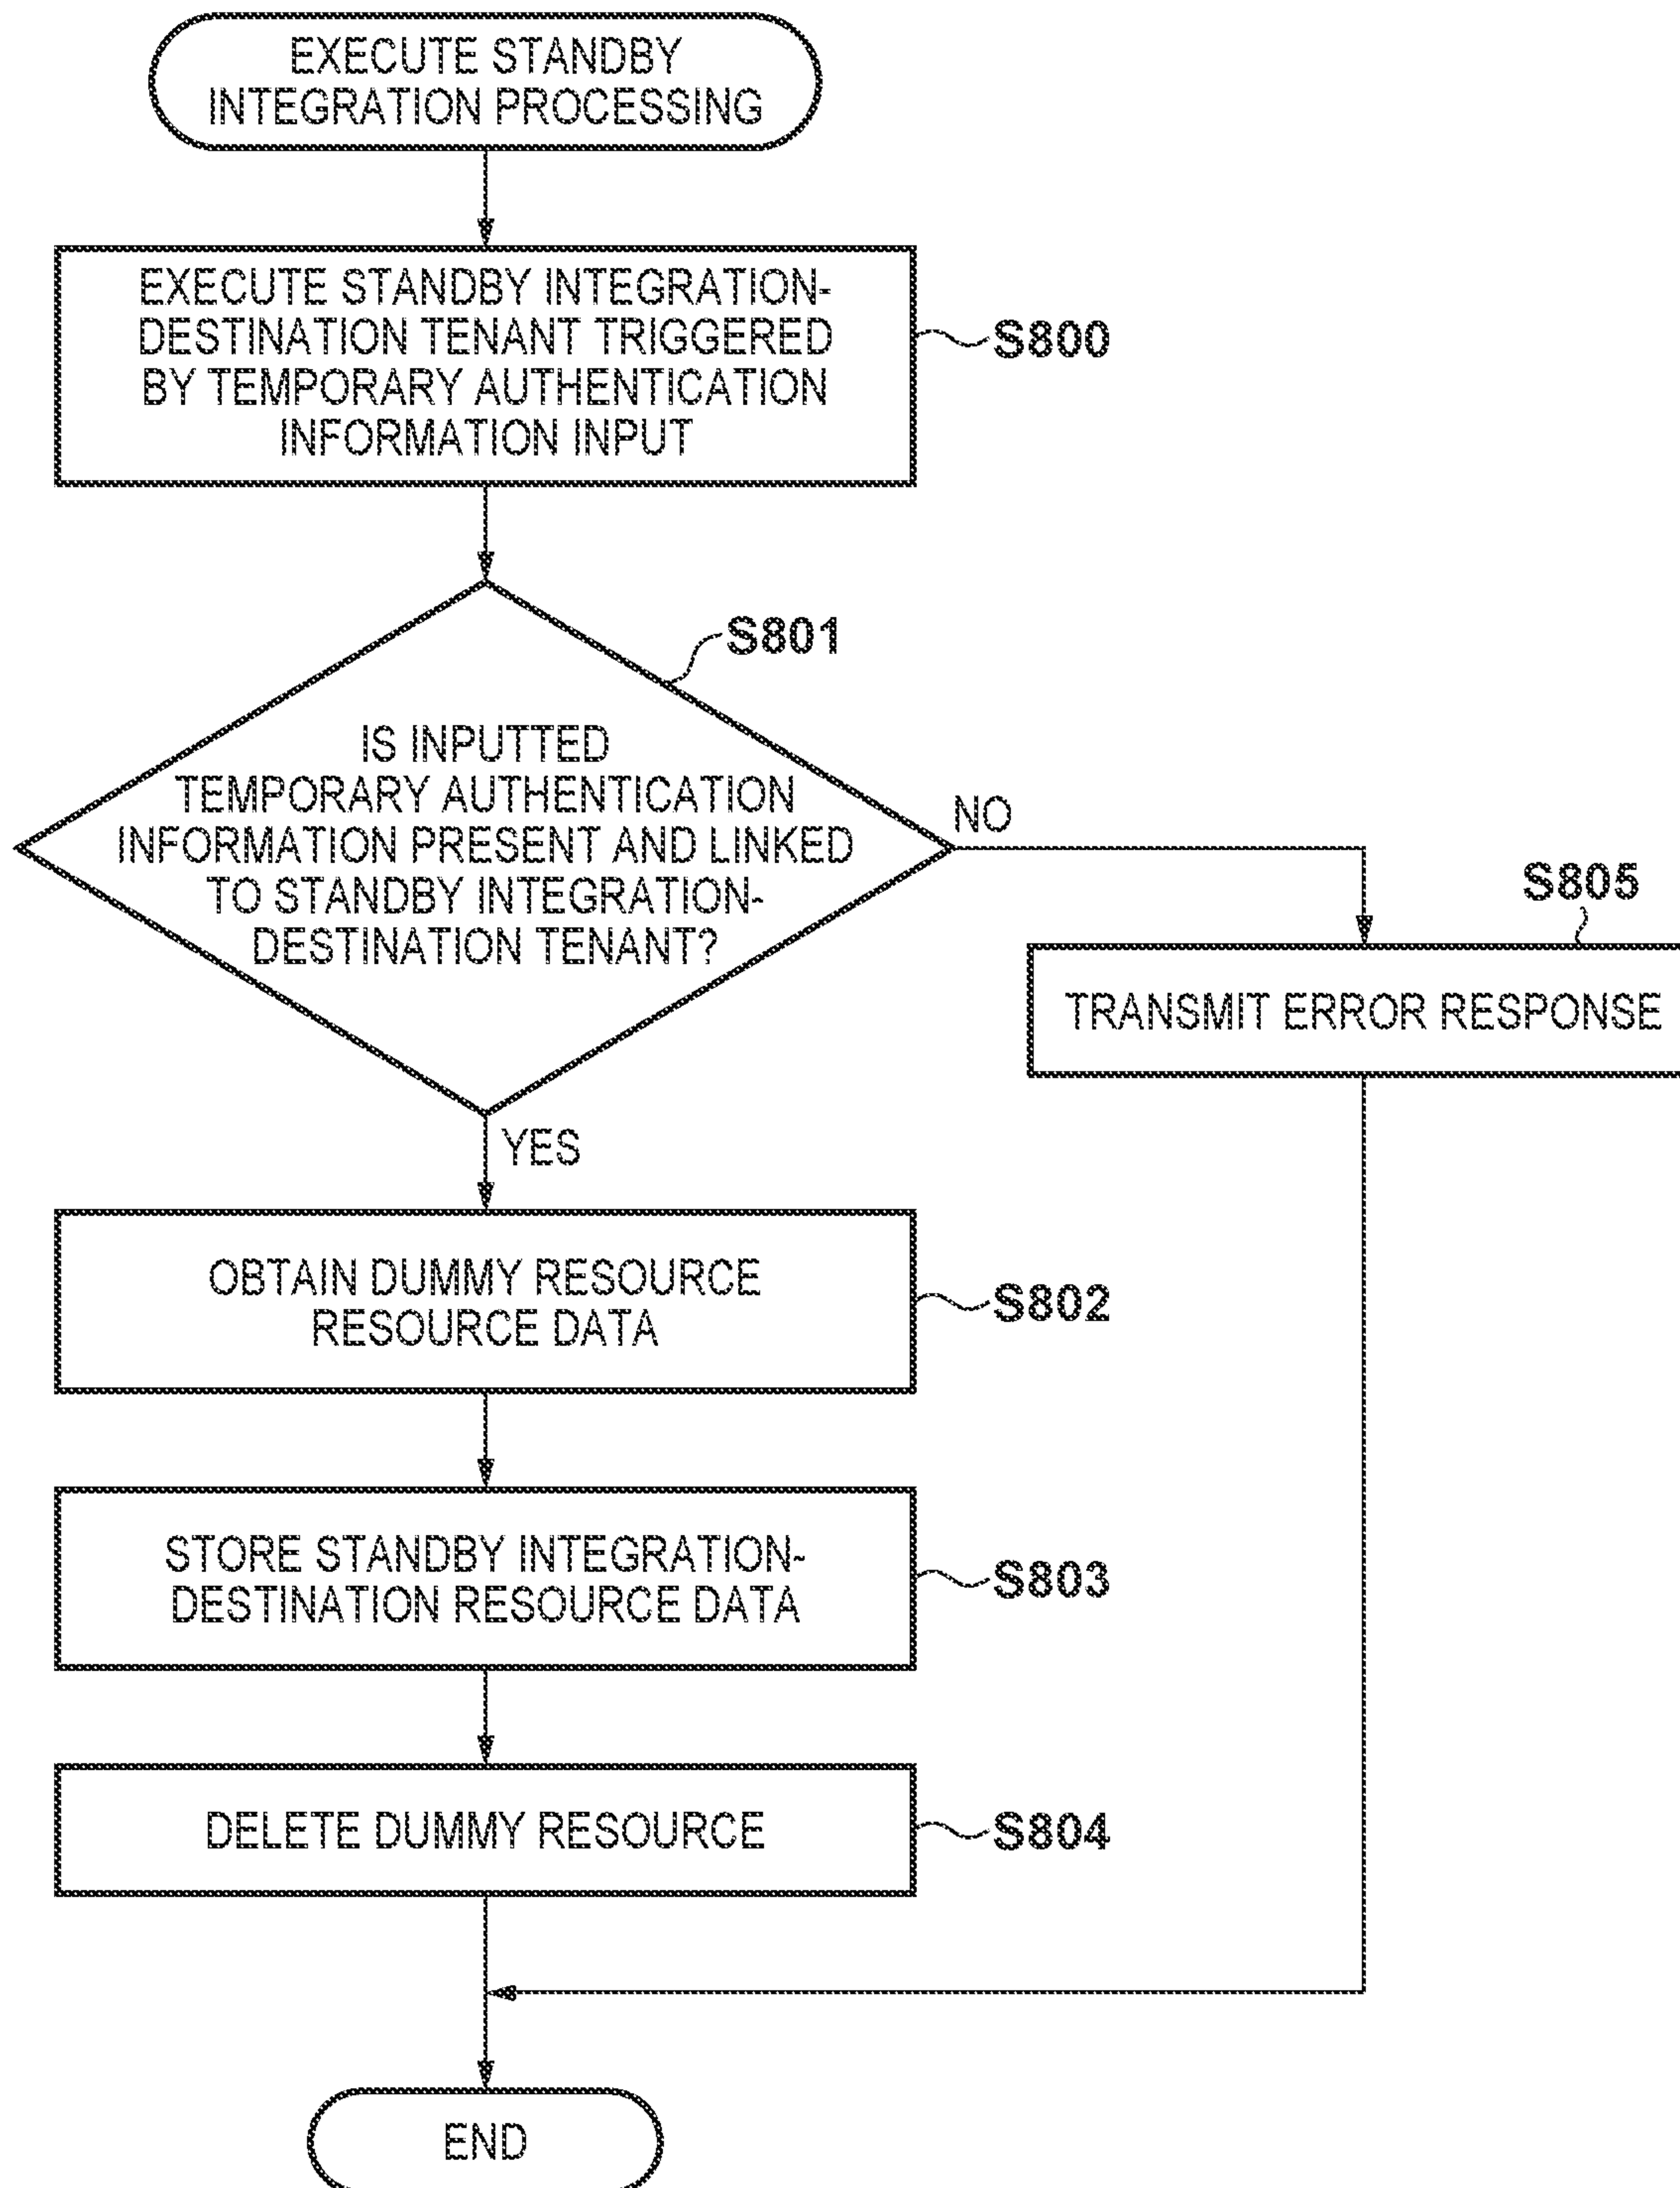 EXECUTE STANDBY
INTEGRATION PROCESSING
EXECUTE STANDBY INTEGRATION-
DESTINATION TENANT TRIGGERED
BY TEMPORARY AUTHENTICATION
INFORMATION INPUT
S800
S801
IS INPUTTED
TEMPORARY AUTHENTICATION
INFORMATION PRESENT AND LINKED
TO STANDBY INTEGRATION-
DESTINATION TENANT?
NO
S805
TRANSMIT ERROR RESPONSE
YES
OBTAIN DUMMY RESOURCE
RESOURCE DATA
S802
STORE STANDBY INTEGRATION-
DESTINATION RESOURCE DATA
S803
DELETE DUMMY RESOURCE
S804
END